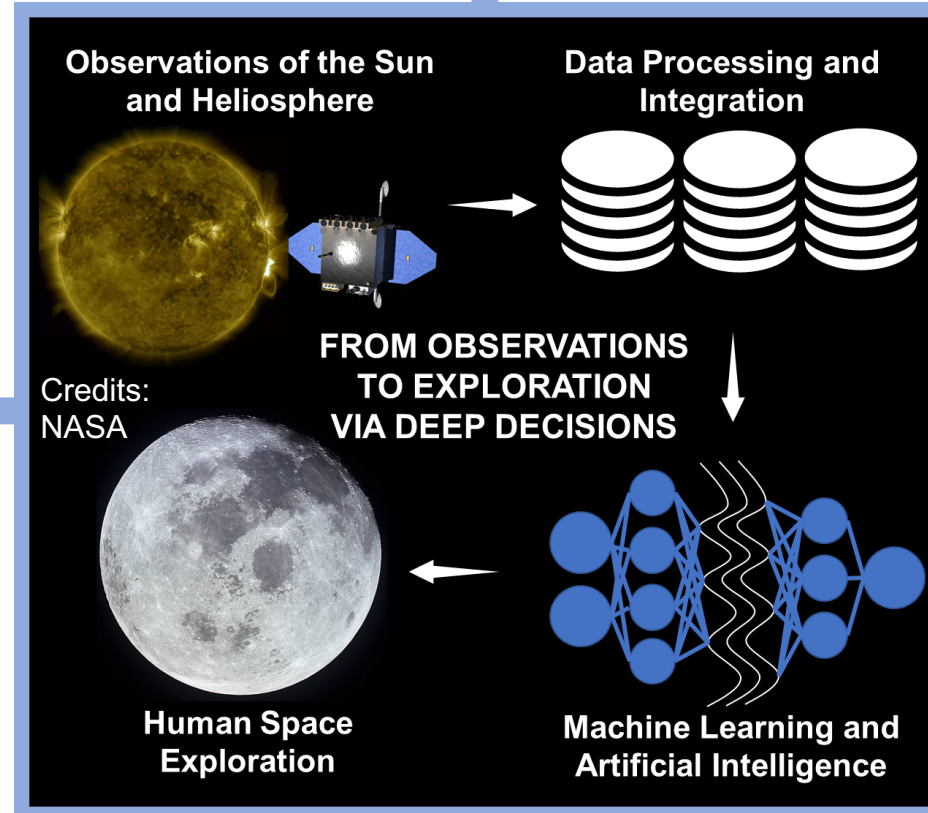 Observations of the Sun
and Heliosphere
Data Processing and
Integration
FROM OBSERVATIONS
TO EXPLORATION
VIA DEEP DECISIONS
Credits:
NASA
Human Space
Exploration
Machine Learning and
Artificial Intelligence